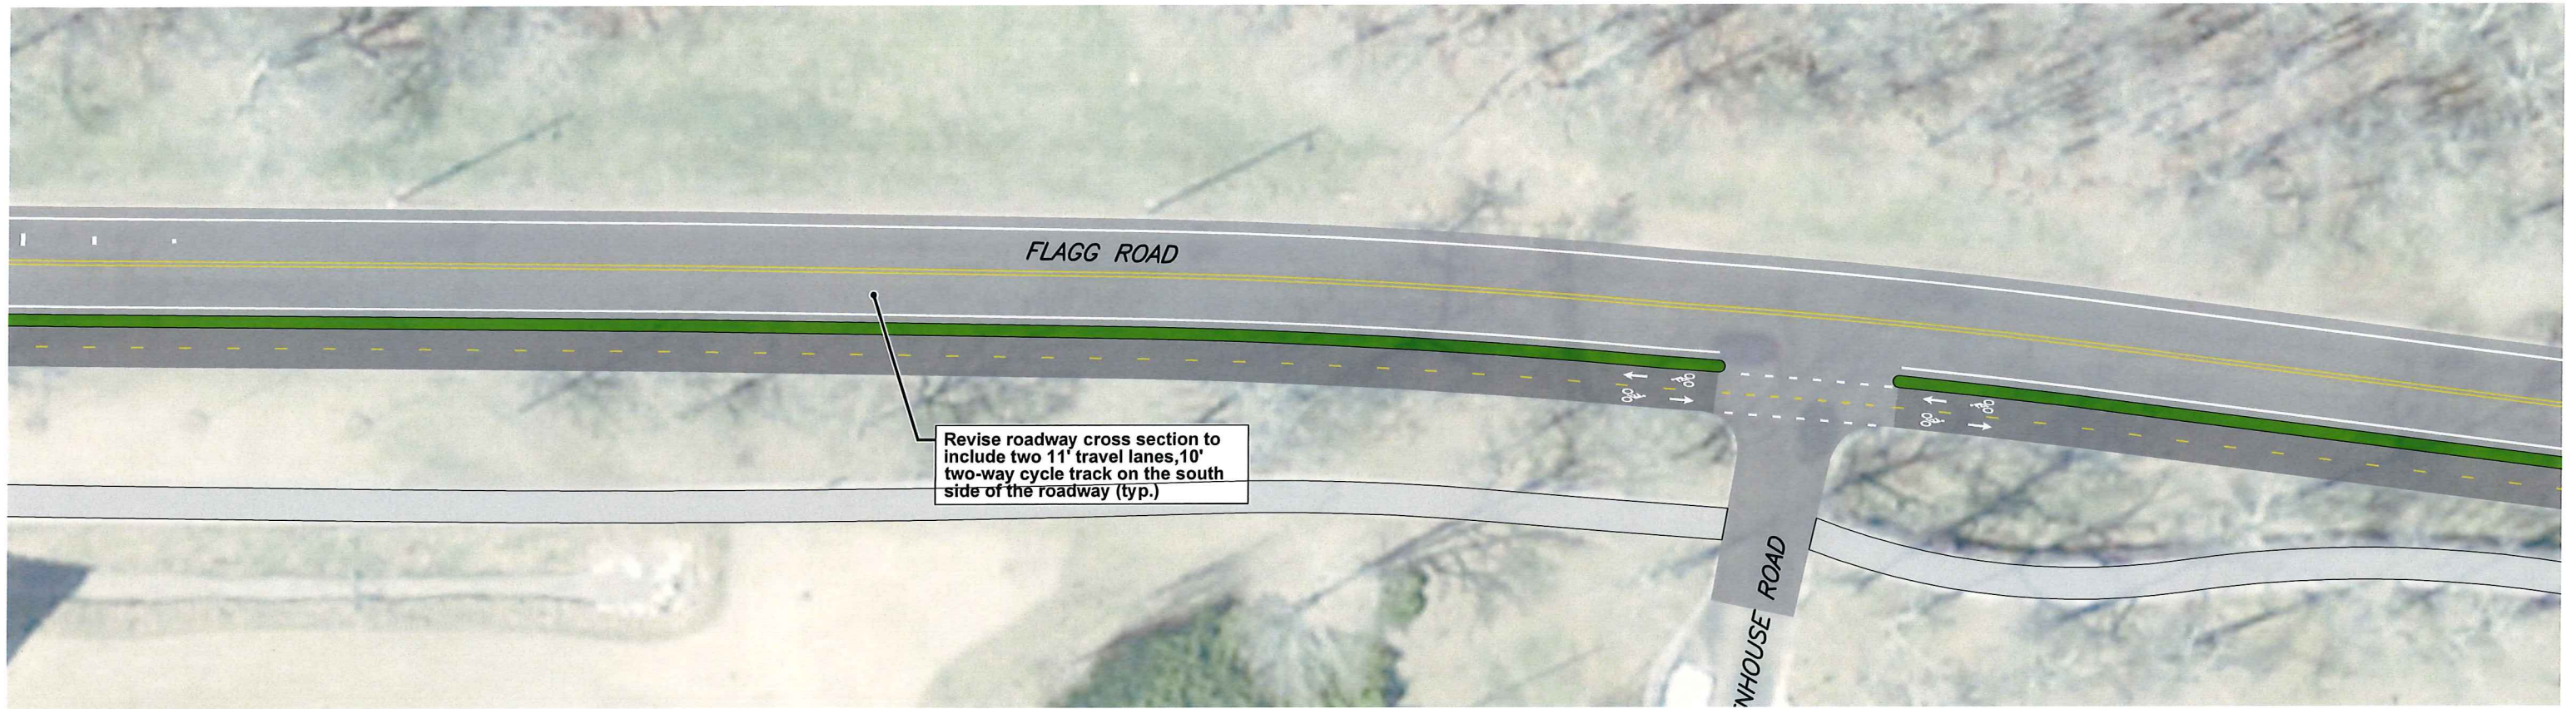 FLAGG ROAD
Revise roadway cross section to
include two 11' travel lanes,10'
two-way cycle track on the south
side of the roadway (typ.)
NHOUSE ROAD